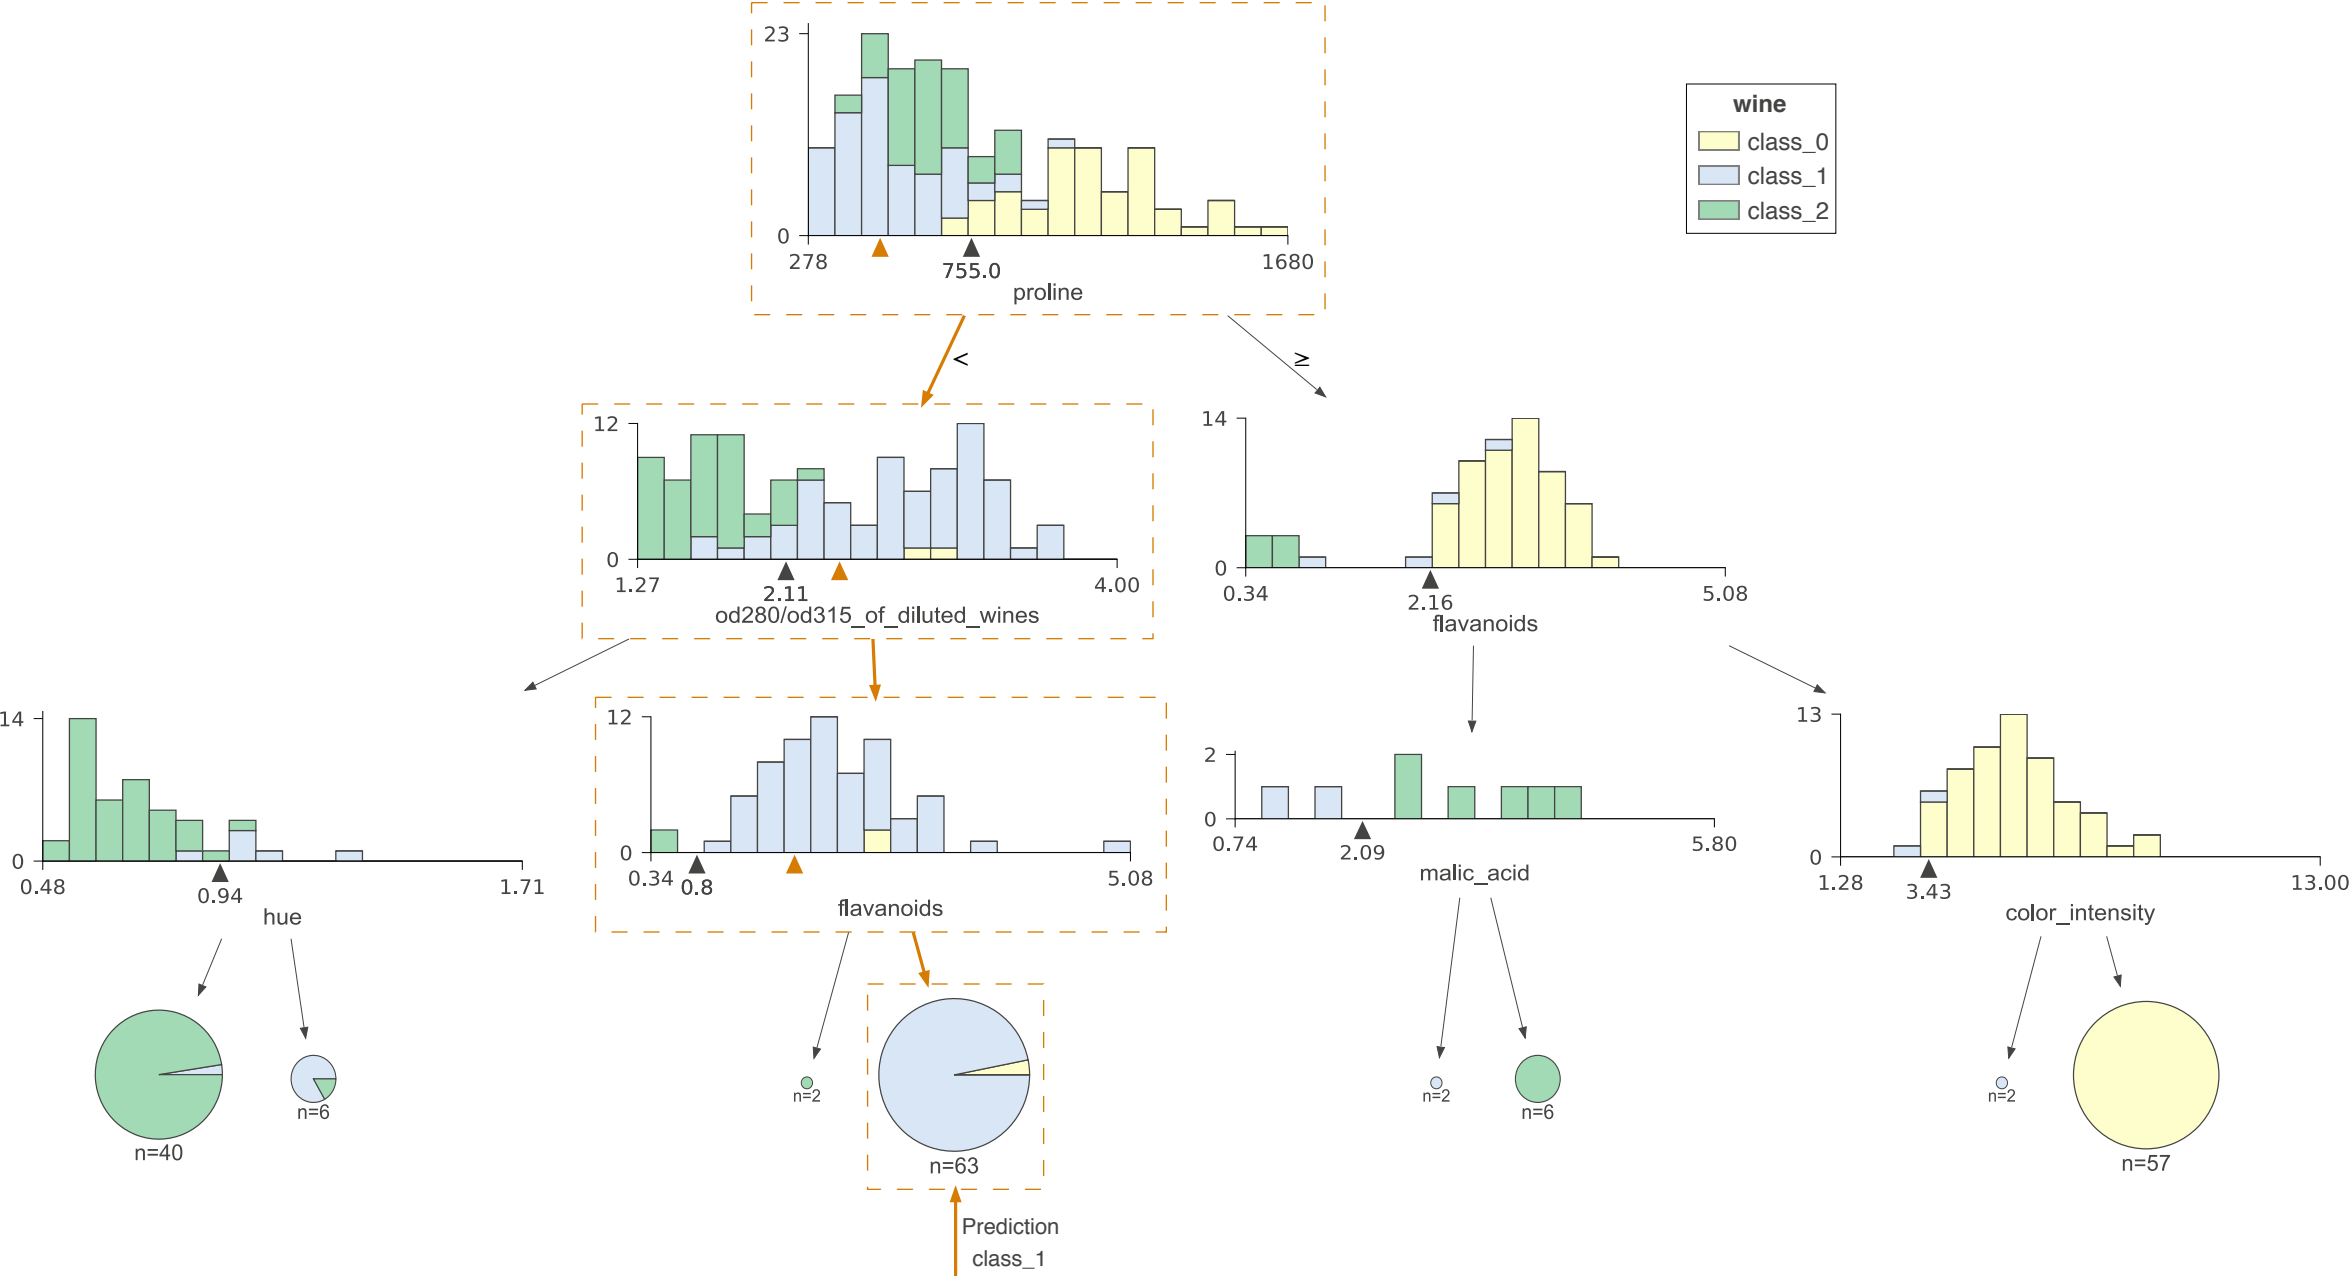 23
0
278
755.0
1680
proline
wine
class_0
class_1
class_2
<
≥
12
0
1.27
2.11
4.00
od280/od315_of_diluted_wines
14
0
0.34
2.16
5.08
flavanoids
14
0
0.48
0.94
1.71
hue
12
0
0.34
0.8
5.08
flavanoids
2
0
0.74
2.09
5.80
malic_acid
13
0
1.28
3.43
13.00
color_intensity
n=40
n=6
n=2
n=63
n=2
n=6
n=2
n=57
Prediction
class_1